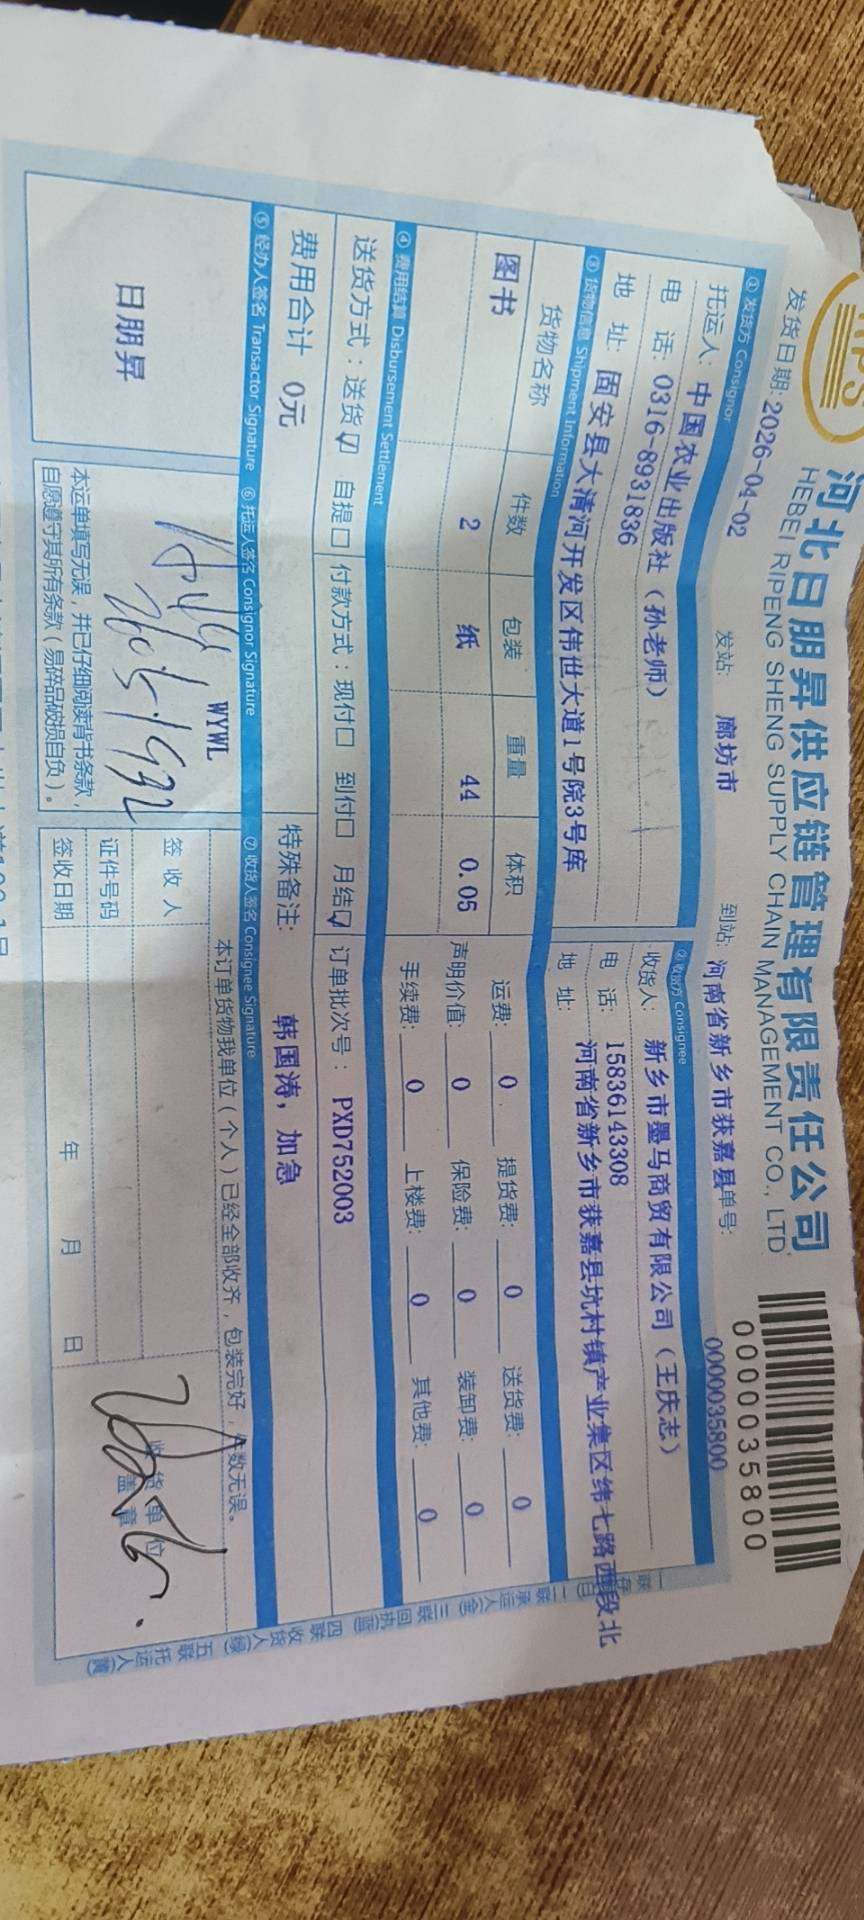 河北日朋昇供应链管理有限责任公司
HEBEI RIPENG SHENG SUPPLY CHAIN MANAGEMENT CO., LTD
0000035800
发货日期: 2026-04-02 发站: 廊坊市 到站: 河南省新乡市获嘉县 单号: 0000035800
① 发货方 Consignor
托运人: 中国农业出版社（孙老师）
电 话: 0316-8931836
地 址: 固安县大清河开发区伟世大道1号院3号库
② 收货方 Consignee
收货人: 新乡市墨马商贸有限公司（王庆志）
电 话: 15836143308
地 址: 河南省新乡市获嘉县坑村镇产业集区纬七路西段北
③ 货物信息 Shipment Information
货物名称 件数 包装 重量 体积
图书 2 纸 44 0.05
运费: 0 提货费: 0 送货费: 0
声明价值: 0 保险费: 0 装卸费: 0
手续费: 0 上楼费: 0 其他费: 0
④ 费用结算 Disbursement Settlement
送货方式：送货☑ 自提□ 付款方式：现付□ 到付□ 月结☑ 订单批次号： PXD752003
费用合计 0元 特殊备注: 韩国涛，加急
⑤ 经办人签名 Transactor Signature ⑥ 托运人签名 Consignor Signature ⑦ 收货人签名 Consignee Signature
日朋昇
WYWL
本运单填写无误，并已仔细阅读背书条款，
自愿遵守其所有条款（易碎品破损自负）。
本订单货物我单位（个人）已经全部收齐，包装完好，件数无误。
签收人
证件号码
签收日期 年 月 日
收货单位
盖章
二联承运人 三联回执(蓝) 四联收货人(绿) 五联托运人(黄)